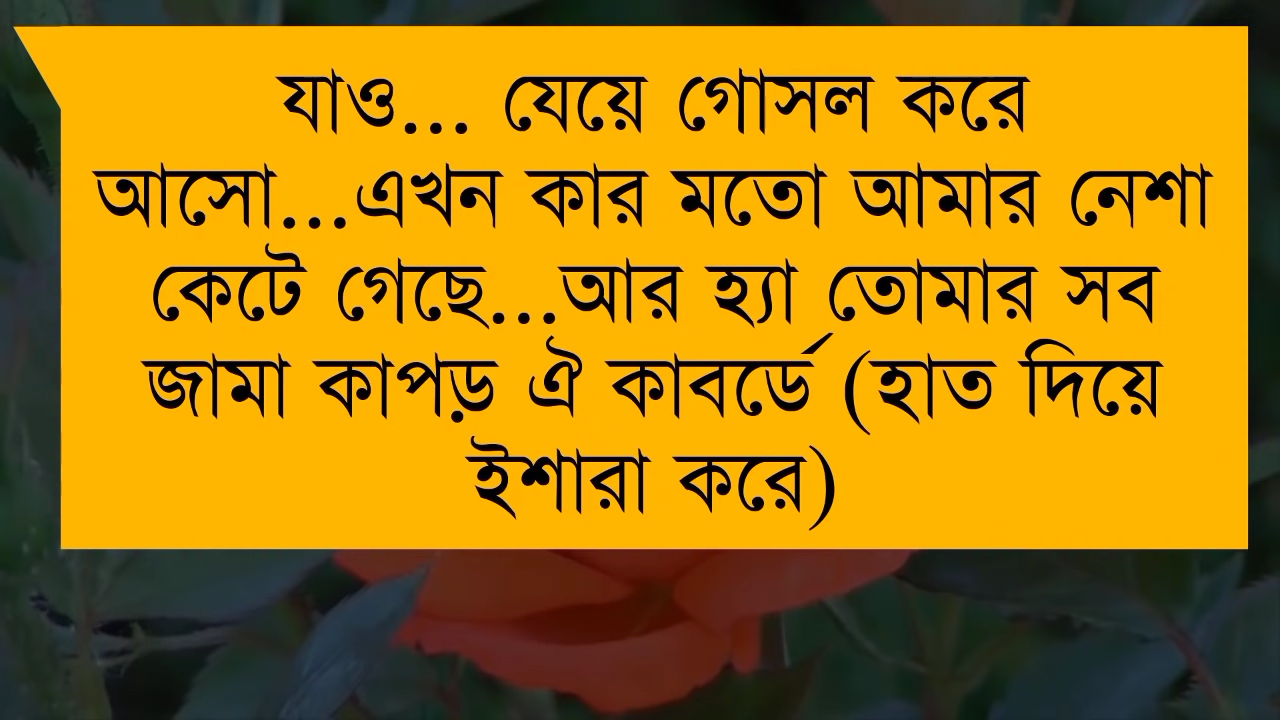 যাও... যেয়ে গোসল করে
আসো...এখন কার মতো আমার নেশা
কেটে গেছে...আর হ্যা তোমার সব
জামা কাপড় ঐ কাবর্ডে (হাত দিয়ে
ইশারা করে)